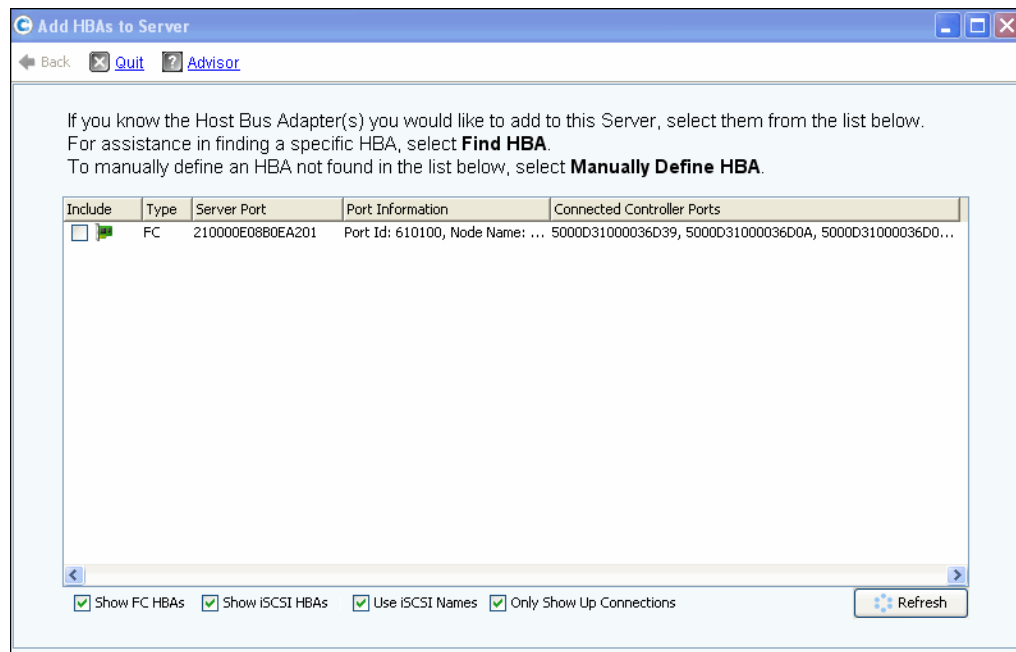 Add HBAs to Server
Back Quit Advisor
If you know the Host Bus Adapter(s) you would like to add to this Server, select them from the list below.
For assistance in finding a specific HBA, select Find HBA.
To manually define an HBA not found in the list below, select Manually Define HBA.
Include Type Server Port Port Information Connected Controller Ports
FC 210000E08B0EA201 Port Id: 610100, Node Name: ... 5000D31000036D39, 5000D31000036D0A, 5000D31000036D0...
Show FC HBAs Show iSCSI HBAs Use iSCSI Names Only Show Up Connections Refresh